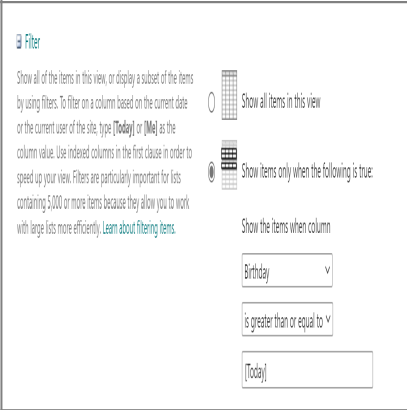 Filter
Show all of the items in this view, or display a subset of the items
by using filters. To filter on a column based on the current date
or the current user of the site, type [Today] or [Me] as the
column value. Use indexed columns in the first clause in order to
speed up your view. Filters are particularly important for lists
containing 5,000 or more items because they allow you to work
with large lists more efficiently. Learn about filtering items.
Show all items in this view
Show items only when the following is true:
Show the items when column
Birthday
is greater than or equal to
[Today]